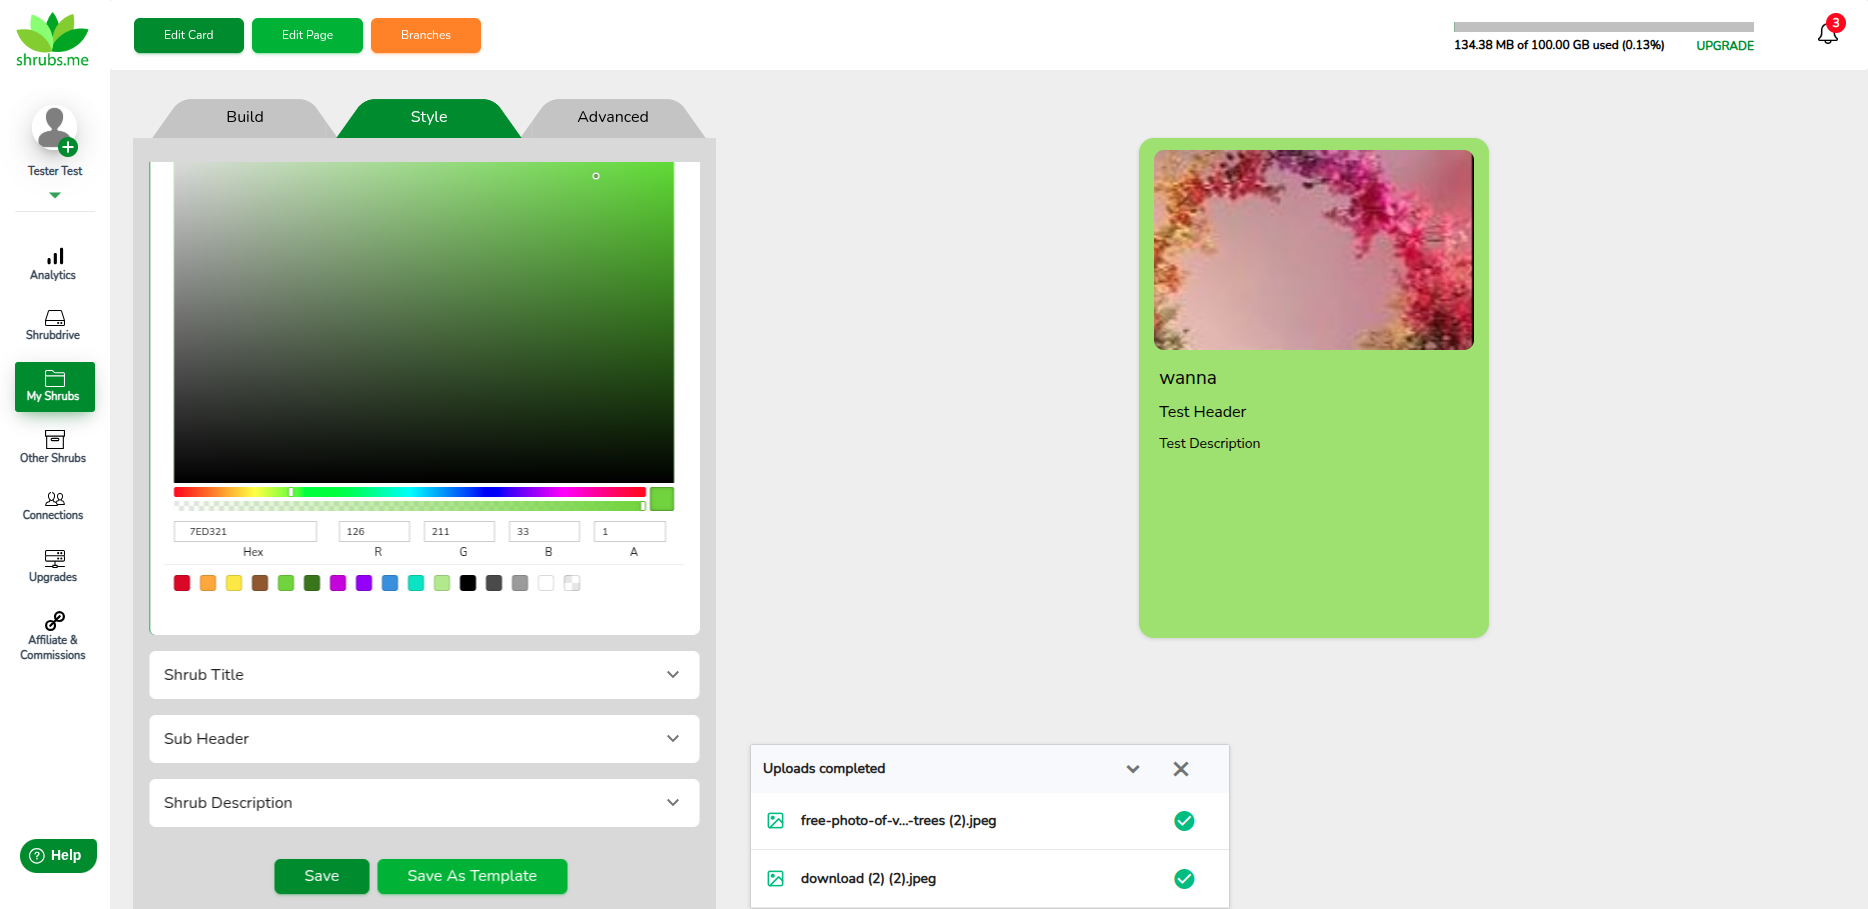 shrubs.me
Edit Card
Edit Page
Branches
134.38 MB of 100.00 GB used (0.13%)
UPGRADE
3
Tester Test
Analytics
Shrubdrive
My Shrubs
Other Shrubs
Connections
Upgrades
Affiliate &
Commissions
Help
Build
Style
Advanced
7ED321
126
211
33
1
Hex
R
G
B
A
Shrub Title
Sub Header
Shrub Description
Save
Save As Template
wanna
Test Header
Test Description
Uploads completed
free-photo-of-v...-trees (2).jpeg
download (2) (2).jpeg